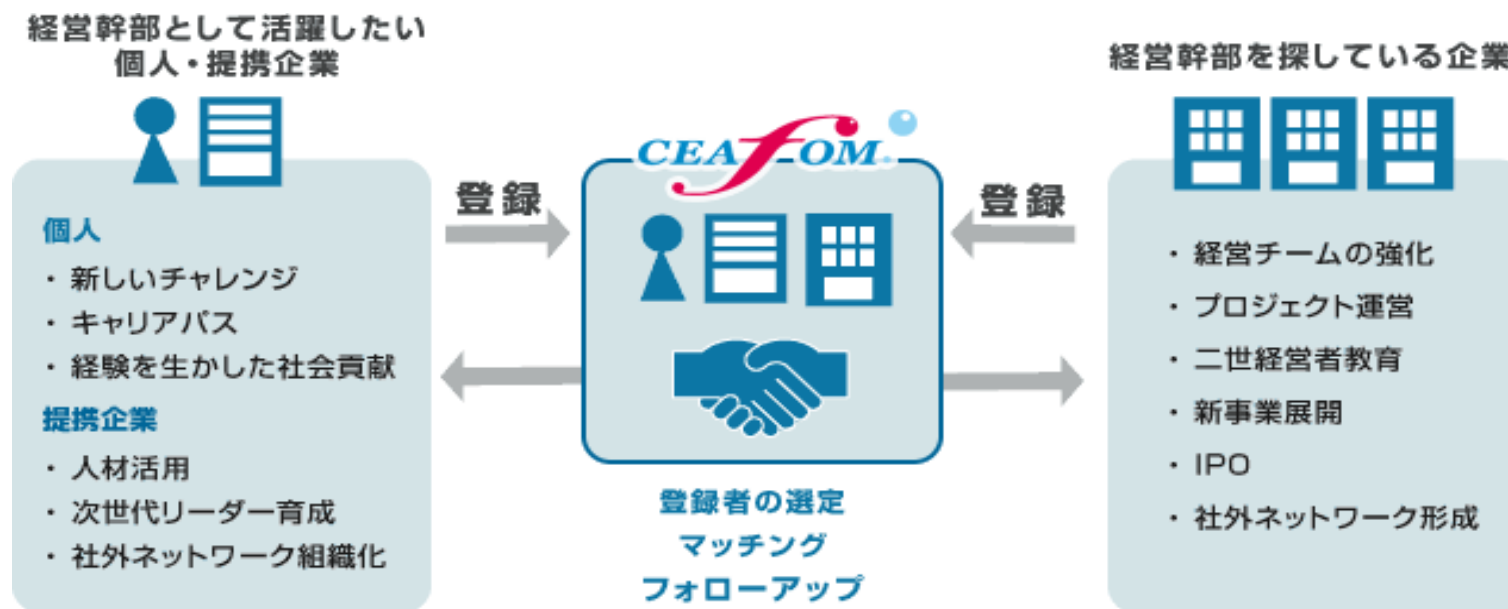 経営幹部として活躍したい
個人・提携企業
個人
・ 新しいチャレンジ
・ キャリアパス
・ 経験を生かした社会貢献
提携企業
・ 人材活用
・ 次世代リーダー育成
・ 社外ネットワーク組織化
登録
CEAFOM
登録
登録者の選定
マッチング
フォローアップ
経営幹部を探している企業
・ 経営チームの強化
・ プロジェクト運営
・ 二世経営者教育
・ 新事業展開
・ IPO
・ 社外ネットワーク形成